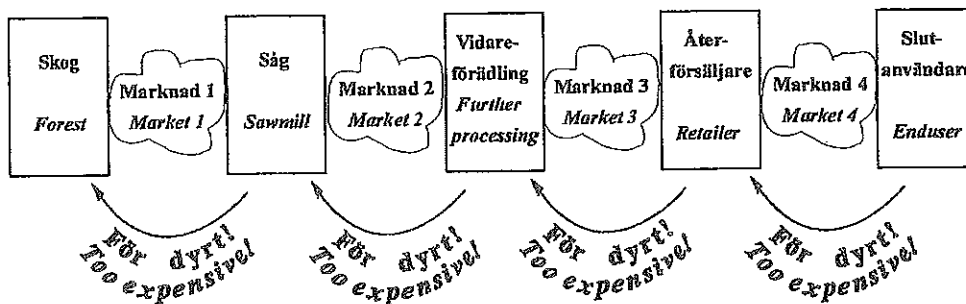 Skog
Forest
Marknad 1
Market 1
Såg
Sawmill
Marknad 2
Market 2
Vidare-
förädling
Further
processing
Marknad 3
Market 3
Åter-
försäljare
Retailer
Marknad 4
Market 4
Slut-
användare
Enduser
För dyrt!
Too expensive!
För dyrt!
Too expensive!
För dyrt!
Too expensive!
För dyrt!
Too expensive!